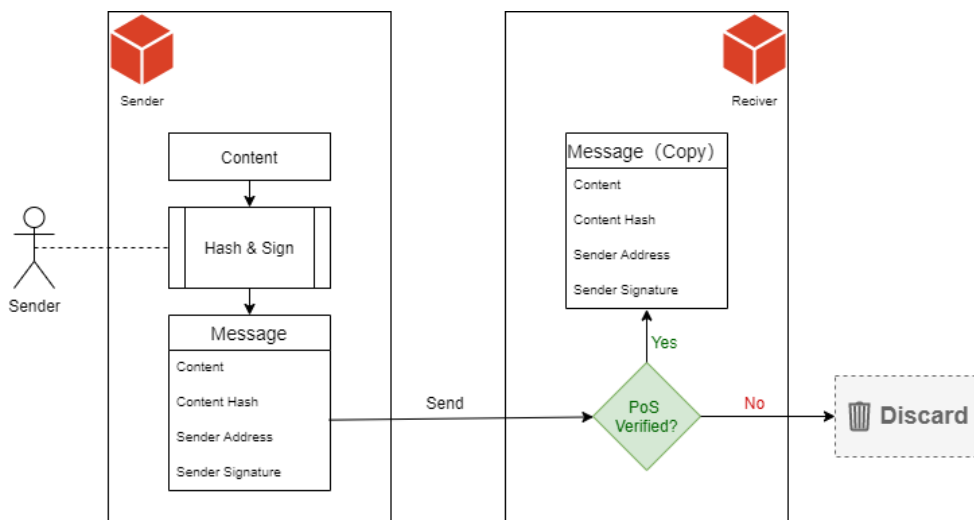 Sender
Reciver
Content
Hash & Sign
Sender
Message
Content
Content Hash
Sender Address
Sender Signature
Send
Message（Copy）
Content
Content Hash
Sender Address
Sender Signature
Yes
PoS
Verified?
No
Discard